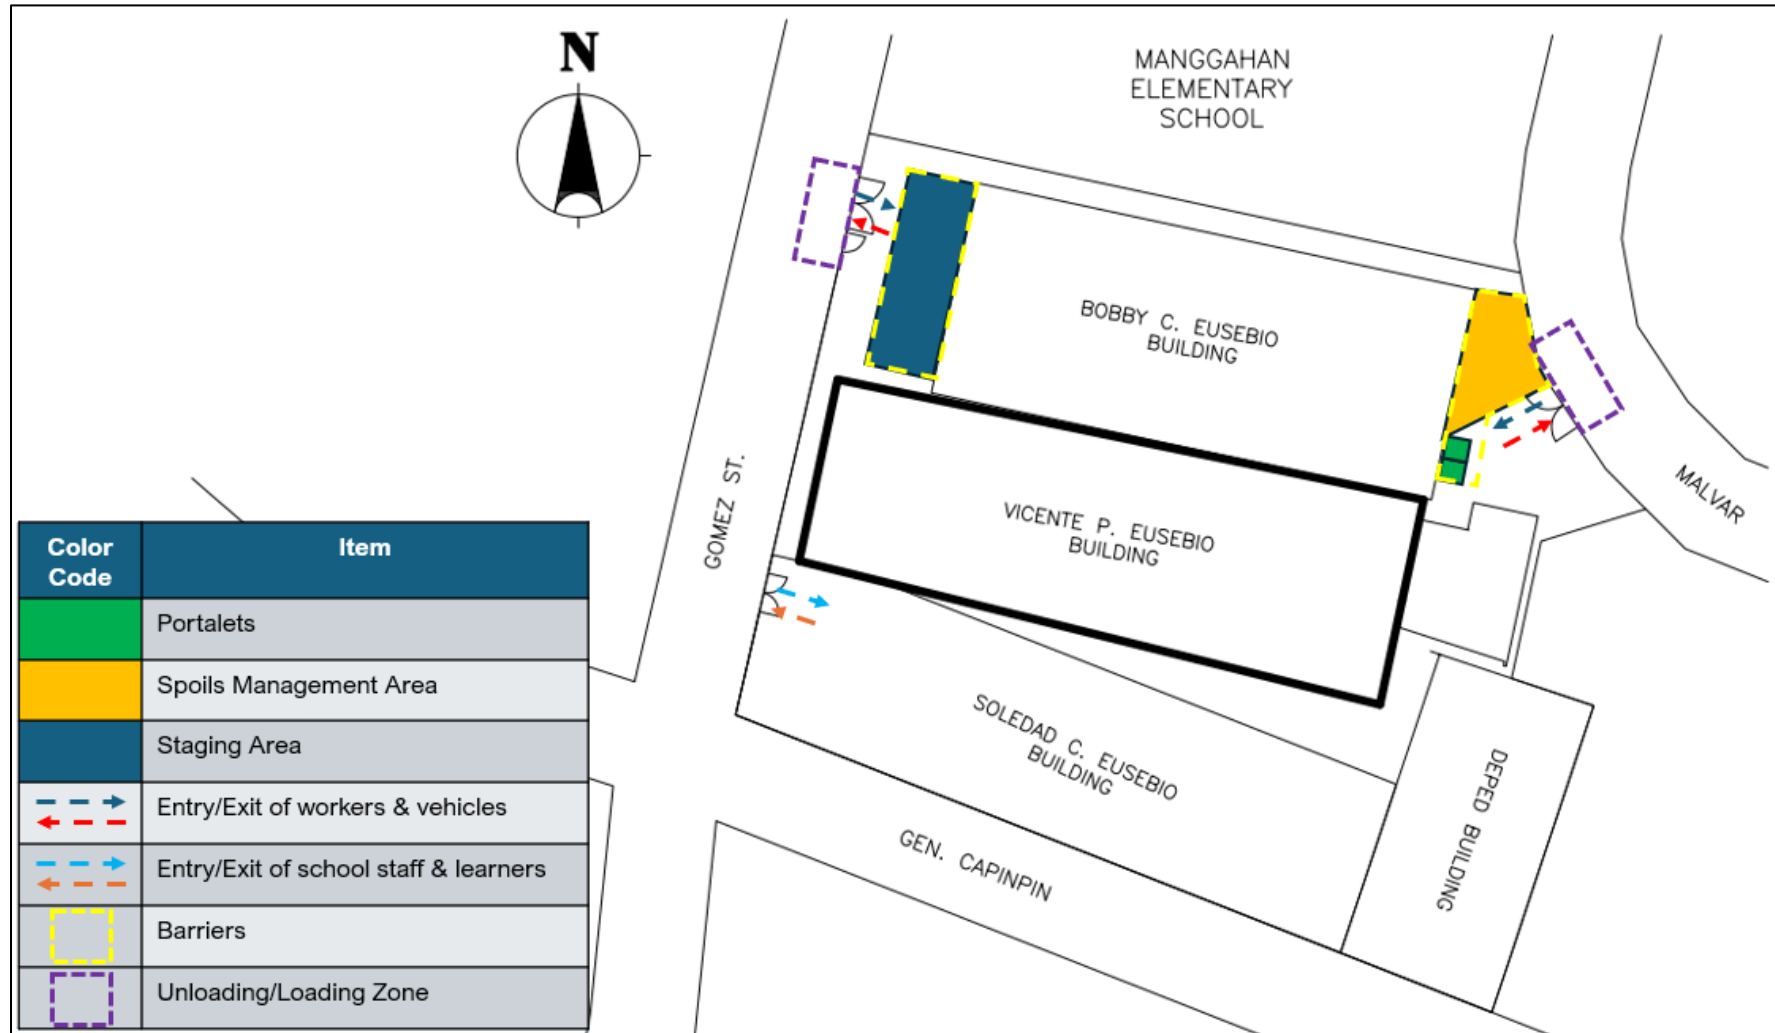 N
MANGGAHAN
ELEMENTARY
SCHOOL
BOBBY C. EUSEBIO
BUILDING
GOMEZ ST.
VICENTE P. EUSEBIO
BUILDING
MALVAR
SOLEDAD C. EUSEBIO
BUILDING
DEPED BUILDING
GEN. CAPINPIN
Color Item
Code
Portalets
Spoils Management Area
Staging Area
Entry/Exit of workers & vehicles
Entry/Exit of school staff & learners
Barriers
Unloading/Loading Zone